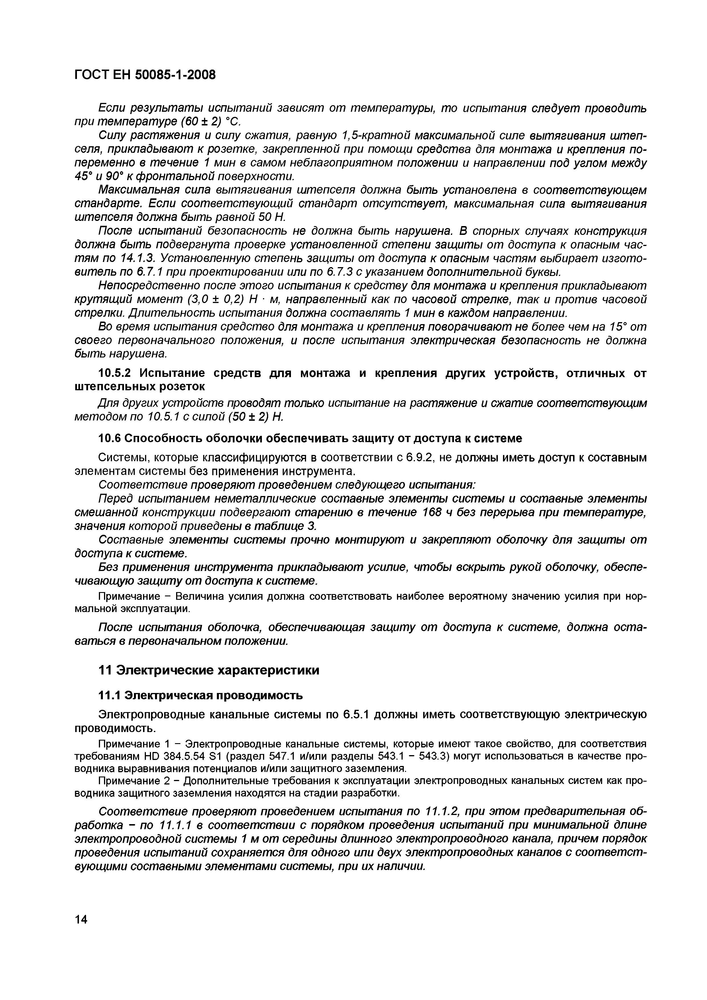 ГОСТ ЕН 50085-1-2008
Если результаты испытаний зависят от температуры, то испытания следует проводить
при температуре (60 ± 2) °С.
Силу растяжения и силу сжатия, равную 1,5-кратной максимальной силе вытягивания штеп-
селя, прикладывают к розетке, закрепленной при помощи средства для монтажа и крепления по-
переменно в течение 1 мин в самом неблагоприятном положении и направлении под углом между
45° и 90° к фронтальной поверхности.
Максимальная сила вытягивания штепселя должна быть установлена в соответствующем
стандарте. Если соответствующий стандарт отсутствует, максимальная сила вытягивания
штепселя должна быть равной 50 Н.
После испытаний безопасность не должна быть нарушена. В спорных случаях конструкция
должна быть подвергнута проверке установленной степени защиты от доступа к опасным час-
тям по 14.1.3. Установленную степень защиты от доступа к опасным частям выбирает изгото-
витель по 6.7.1 при проектировании или по 6.7.3 с указанием дополнительной буквы.
Непосредственно после этого испытания к средству для монтажа и крепления прикладывают
крутящий момент (3,0 ± 0,2) Н · м, направленный как по часовой стрелке, так и против часовой
стрелки. Длительность испытания должна составлять 1 мин в каждом направлении.
Во время испытания средство для монтажа и крепления поворачивают не более чем на 15° от
своего первоначального положения, и после испытания электрическая безопасность не должна
быть нарушена.
10.5.2 Испытание средств для монтажа и крепления других устройств, отличных от
штепсельных розеток
Для других устройств проводят только испытание на растяжение и сжатие соответствующим
методом по 10.5.1 с силой (50 ± 2) Н.
10.6 Способность оболочки обеспечивать защиту от доступа к системе
Системы, которые классифицируются в соответствии с 6.9.2, не должны иметь доступ к составным
элементам системы без применения инструмента.
Соответствие проверяют проведением следующего испытания:
Перед испытанием неметаллические составные элементы системы и составные элементы
смешанной конструкции подвергают старению в течение 168 ч без перерыва при температуре,
значения которой приведены в таблице 3.
Составные элементы системы прочно монтируют и закрепляют оболочку для защиты от
доступа к системе.
Без применения инструмента прикладывают усилие, чтобы вскрыть рукой оболочку, обеспе-
чивающую защиту от доступа к системе.
Примечание – Величина усилия должна соответствовать наиболее вероятному значению усилия при нор-
мальной эксплуатации.
После испытания оболочка, обеспечивающая защиту от доступа к системе, должна оста-
ваться в первоначальном положении.
11 Электрические характеристики
11.1 Электрическая проводимость
Электропроводные канальные системы по 6.5.1 должны иметь соответствующую электрическую
проводимость.
Примечание 1 – Электропроводные канальные системы, которые имеют такое свойство, для соответствия
требованиям HD 384.5.54 S1 (раздел 547.1 и/или разделы 543.1 – 543.3) могут использоваться в качестве про-
водника выравнивания потенциалов и/или защитного заземления.
Примечание 2 – Дополнительные требования к эксплуатации электропроводных канальных систем как про-
водника защитного заземления находятся на стадии разработки.
Соответствие проверяют проведением испытания по 11.1.2, при этом предварительная об-
работка – по 11.1.1 в соответствии с порядком проведения испытаний при минимальной длине
электропроводной системы 1 м от середины длинного электропроводного канала, причем порядок
проведения испытаний сохраняется для одного или двух электропроводных каналов с соответст-
вующими составными элементами системы, при их наличии.
14